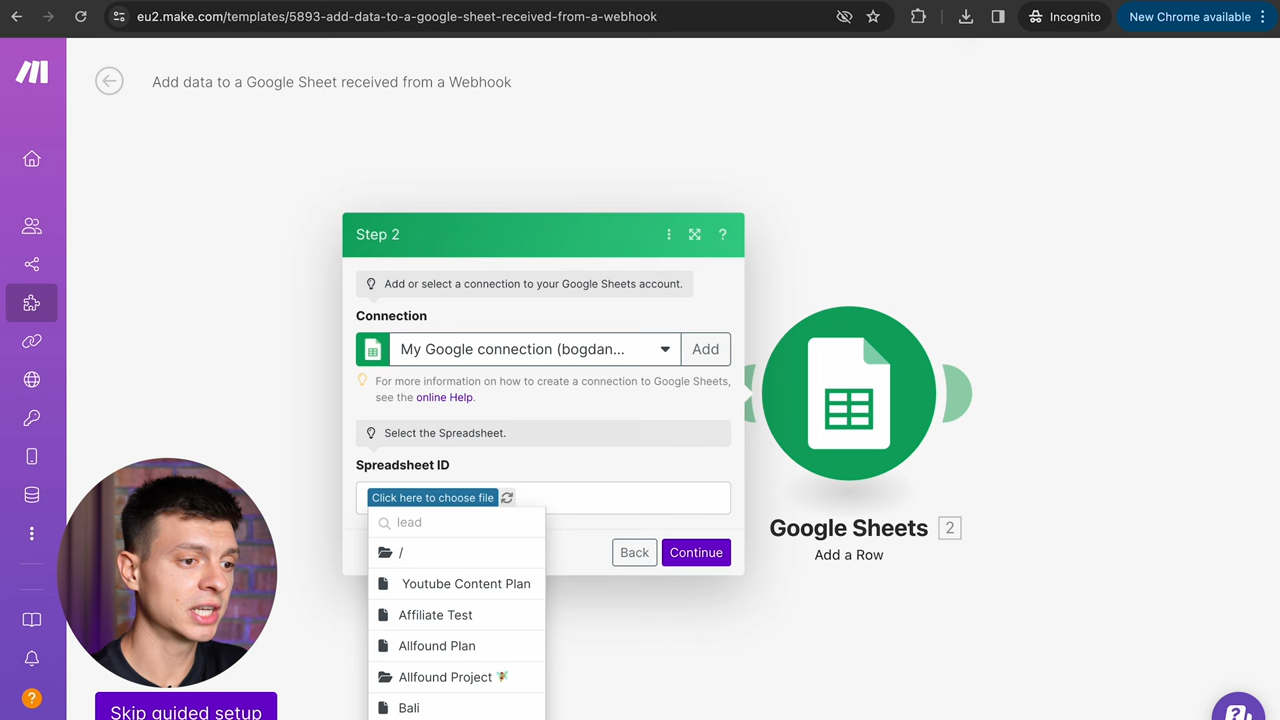 eu2.make.com/templates/5893-add-data-to-a-google-sheet-received-from-a-webhook
Incognito
New Chrome available
Add data to a Google Sheet received from a Webhook
Step 2
?
Add or select a connection to your Google Sheets account.
Connection
My Google connection (bogdan...
Add
For more information on how to create a connection to Google Sheets,
see the online Help.
Select the Spreadsheet.
Spreadsheet ID
Click here to choose file
lead
/
Youtube Content Plan
Affiliate Test
Allfound Plan
Allfound Project
Bali
Back
Continue
Google Sheets 2
Add a Row
?
Skip guided setup
?